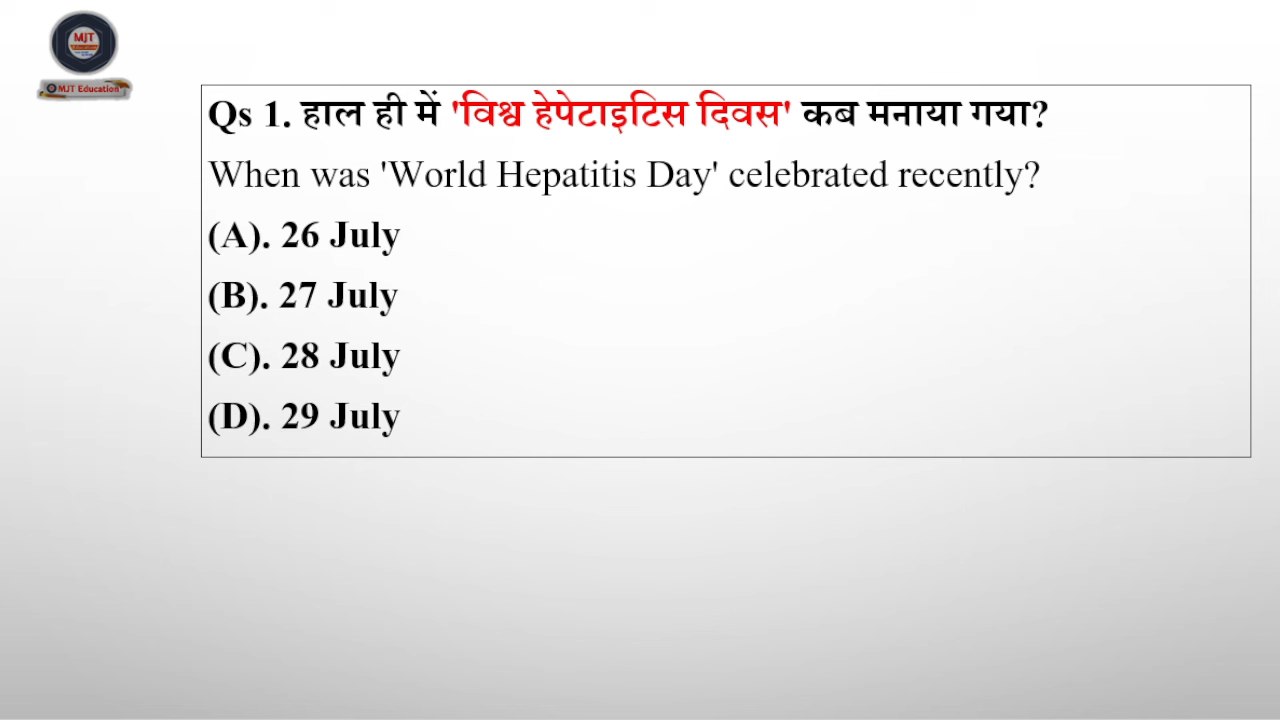 MJT
MJT Education
Qs 1. हाल ही में 'विश्व हेपेटाइटिस दिवस' कब मनाया गया?
When was 'World Hepatitis Day' celebrated recently?
(A). 26 July
(B). 27 July
(C). 28 July
(D). 29 July